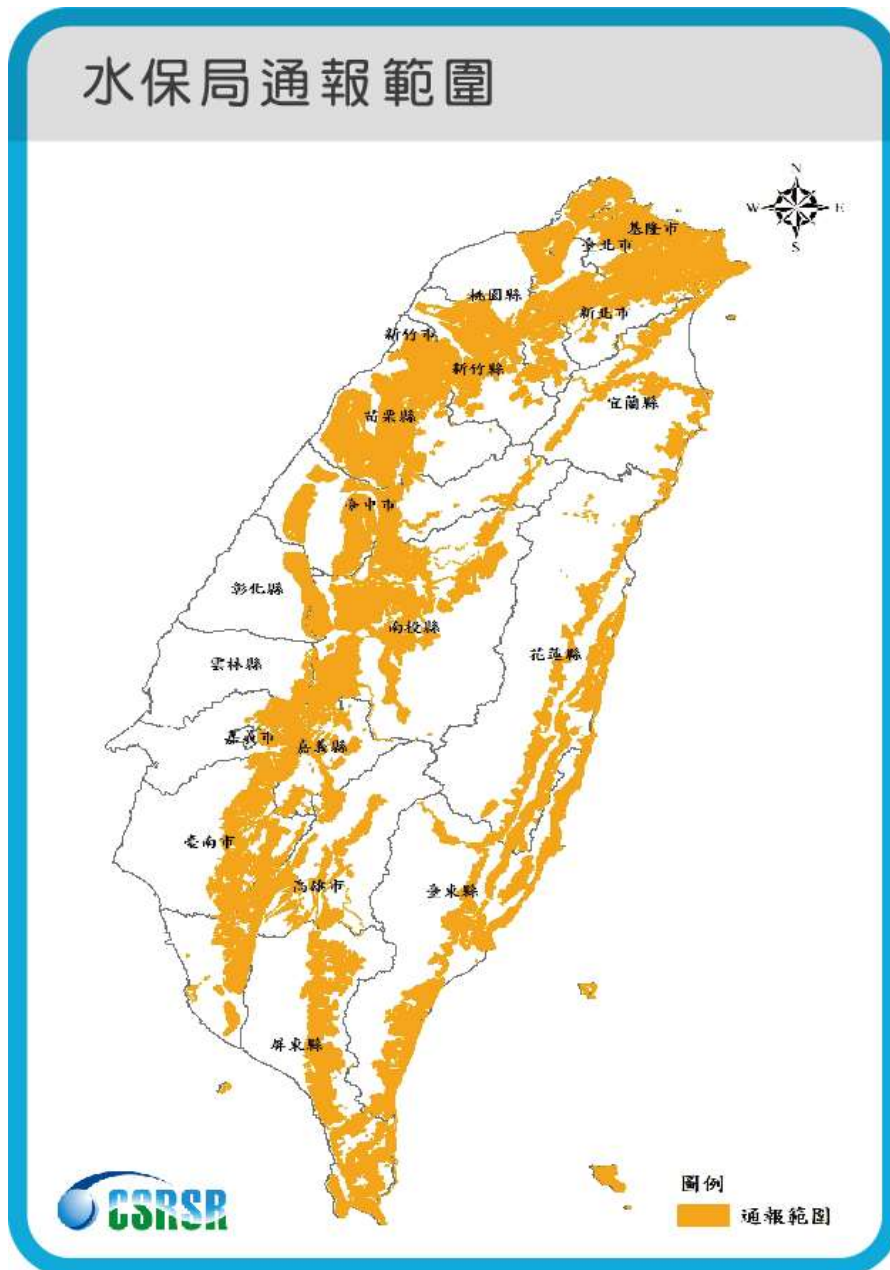 水保局通報範圍
N
W E
S
基隆市
臺北市
桃園縣
新北市
新竹市
新竹縣
宜蘭縣
苗栗縣
臺中市
彰化縣
南投縣
花蓮縣
雲林縣
嘉義市
嘉義縣
臺南市
高雄市
臺東縣
屏東縣
CSRSR
圖例
通報範圍